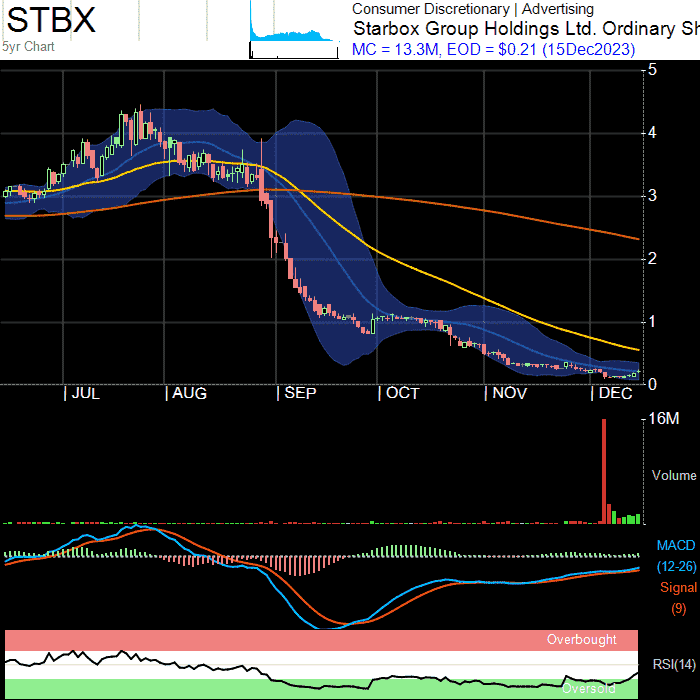 STBX
5yr Chart
Consumer Discretionary | Advertising
Starbox Group Holdings Ltd. Ordinary Sh
MC = 13.3M, EOD = $0.21 (15Dec2023)
5
4
3
2
1
0
| JUL | AUG | SEP | OCT | NOV | DEC
16M
Volume
MACD
(12-26)
Signal
(9)
Overbought
RSI(14)
Oversold